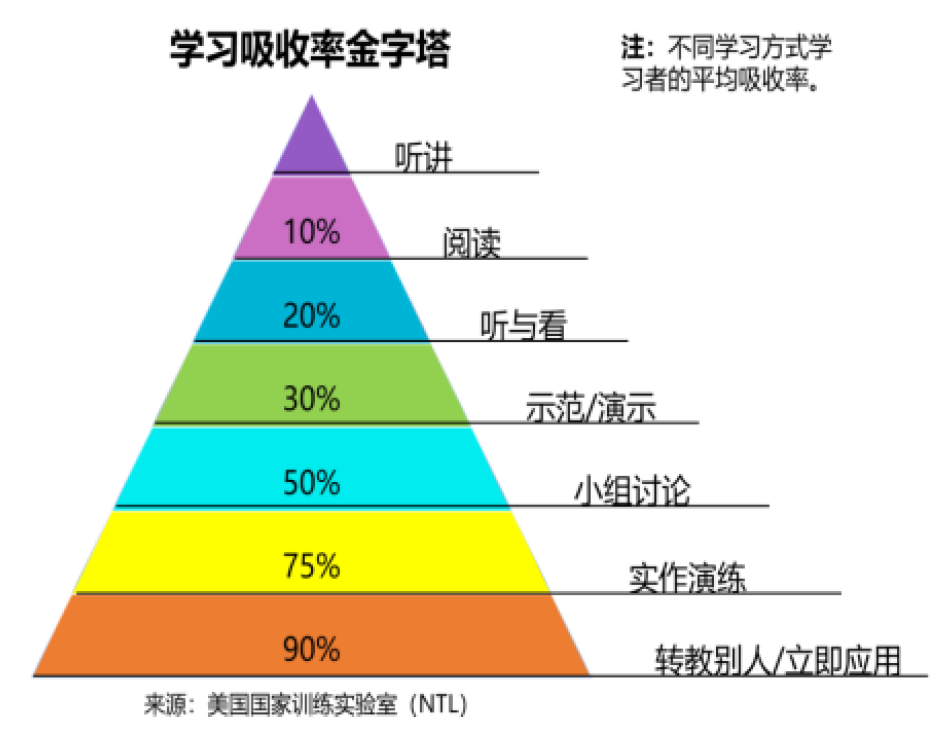 学习吸收率金字塔
注：不同学习方式学
习者的平均吸收率。
听讲
10%
阅读
20%
听与看
30%
示范/演示
50%
小组讨论
75%
实作演练
90%
转教别人/立即应用
来源：美国国家训练实验室（NTL）